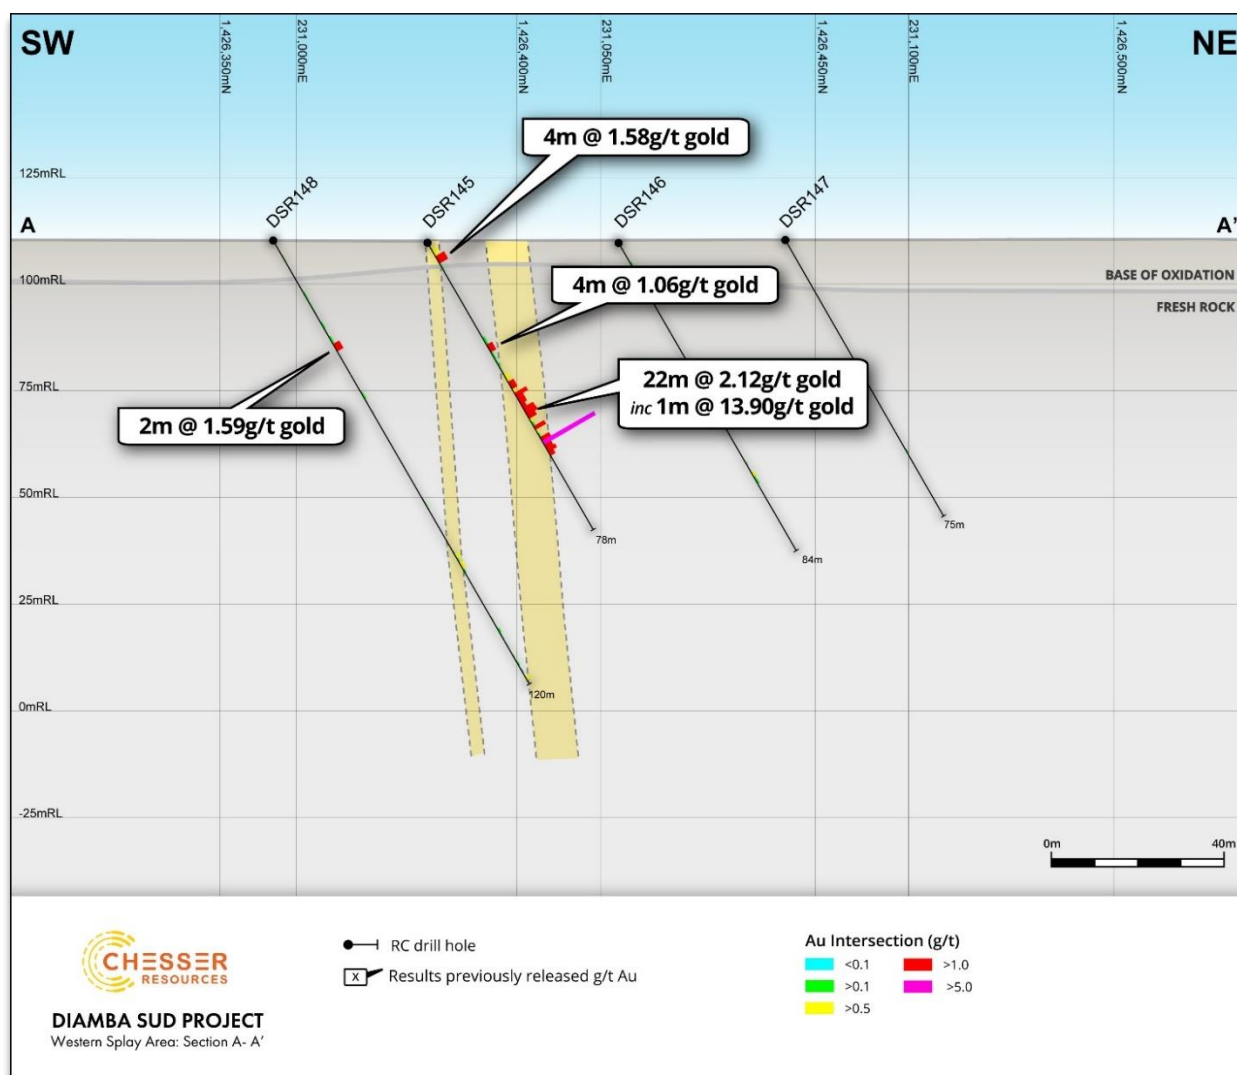 SW
NE
1,426,350mN
231,000mE
1,426,400mN
231,050mE
1,426,450mN
231,100mE
1,426,500mN
4m @ 1.58g/t gold
125mRL
DSR148
DSR145
DSR146
DSR147
A
A'
100mRL
BASE OF OXIDATION
4m @ 1.06g/t gold
FRESH ROCK
75mRL
22m @ 2.12g/t gold
inc 1m @ 13.90g/t gold
2m @ 1.59g/t gold
50mRL
78m
84m
75m
25mRL
120m
0mRL
-25mRL
0m
40m
CHESSER
RESOURCES
DIAMBA SUD PROJECT
Western Splay Area: Section A- A'
RC drill hole
X
Results previously released g/t Au
Au Intersection (g/t)
<0.1
>1.0
>0.1
>5.0
>0.5